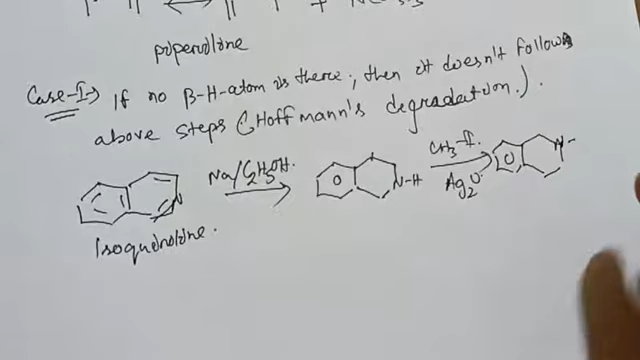 poperidine
Case-I → If no β-H-atom is there, then it doesn't follow
above steps (Hoffmann's degradation.).
Na/C₂H₅OH.
CH₃-I.
N
N-H
Ag₂O
N-
Isoquinoline.